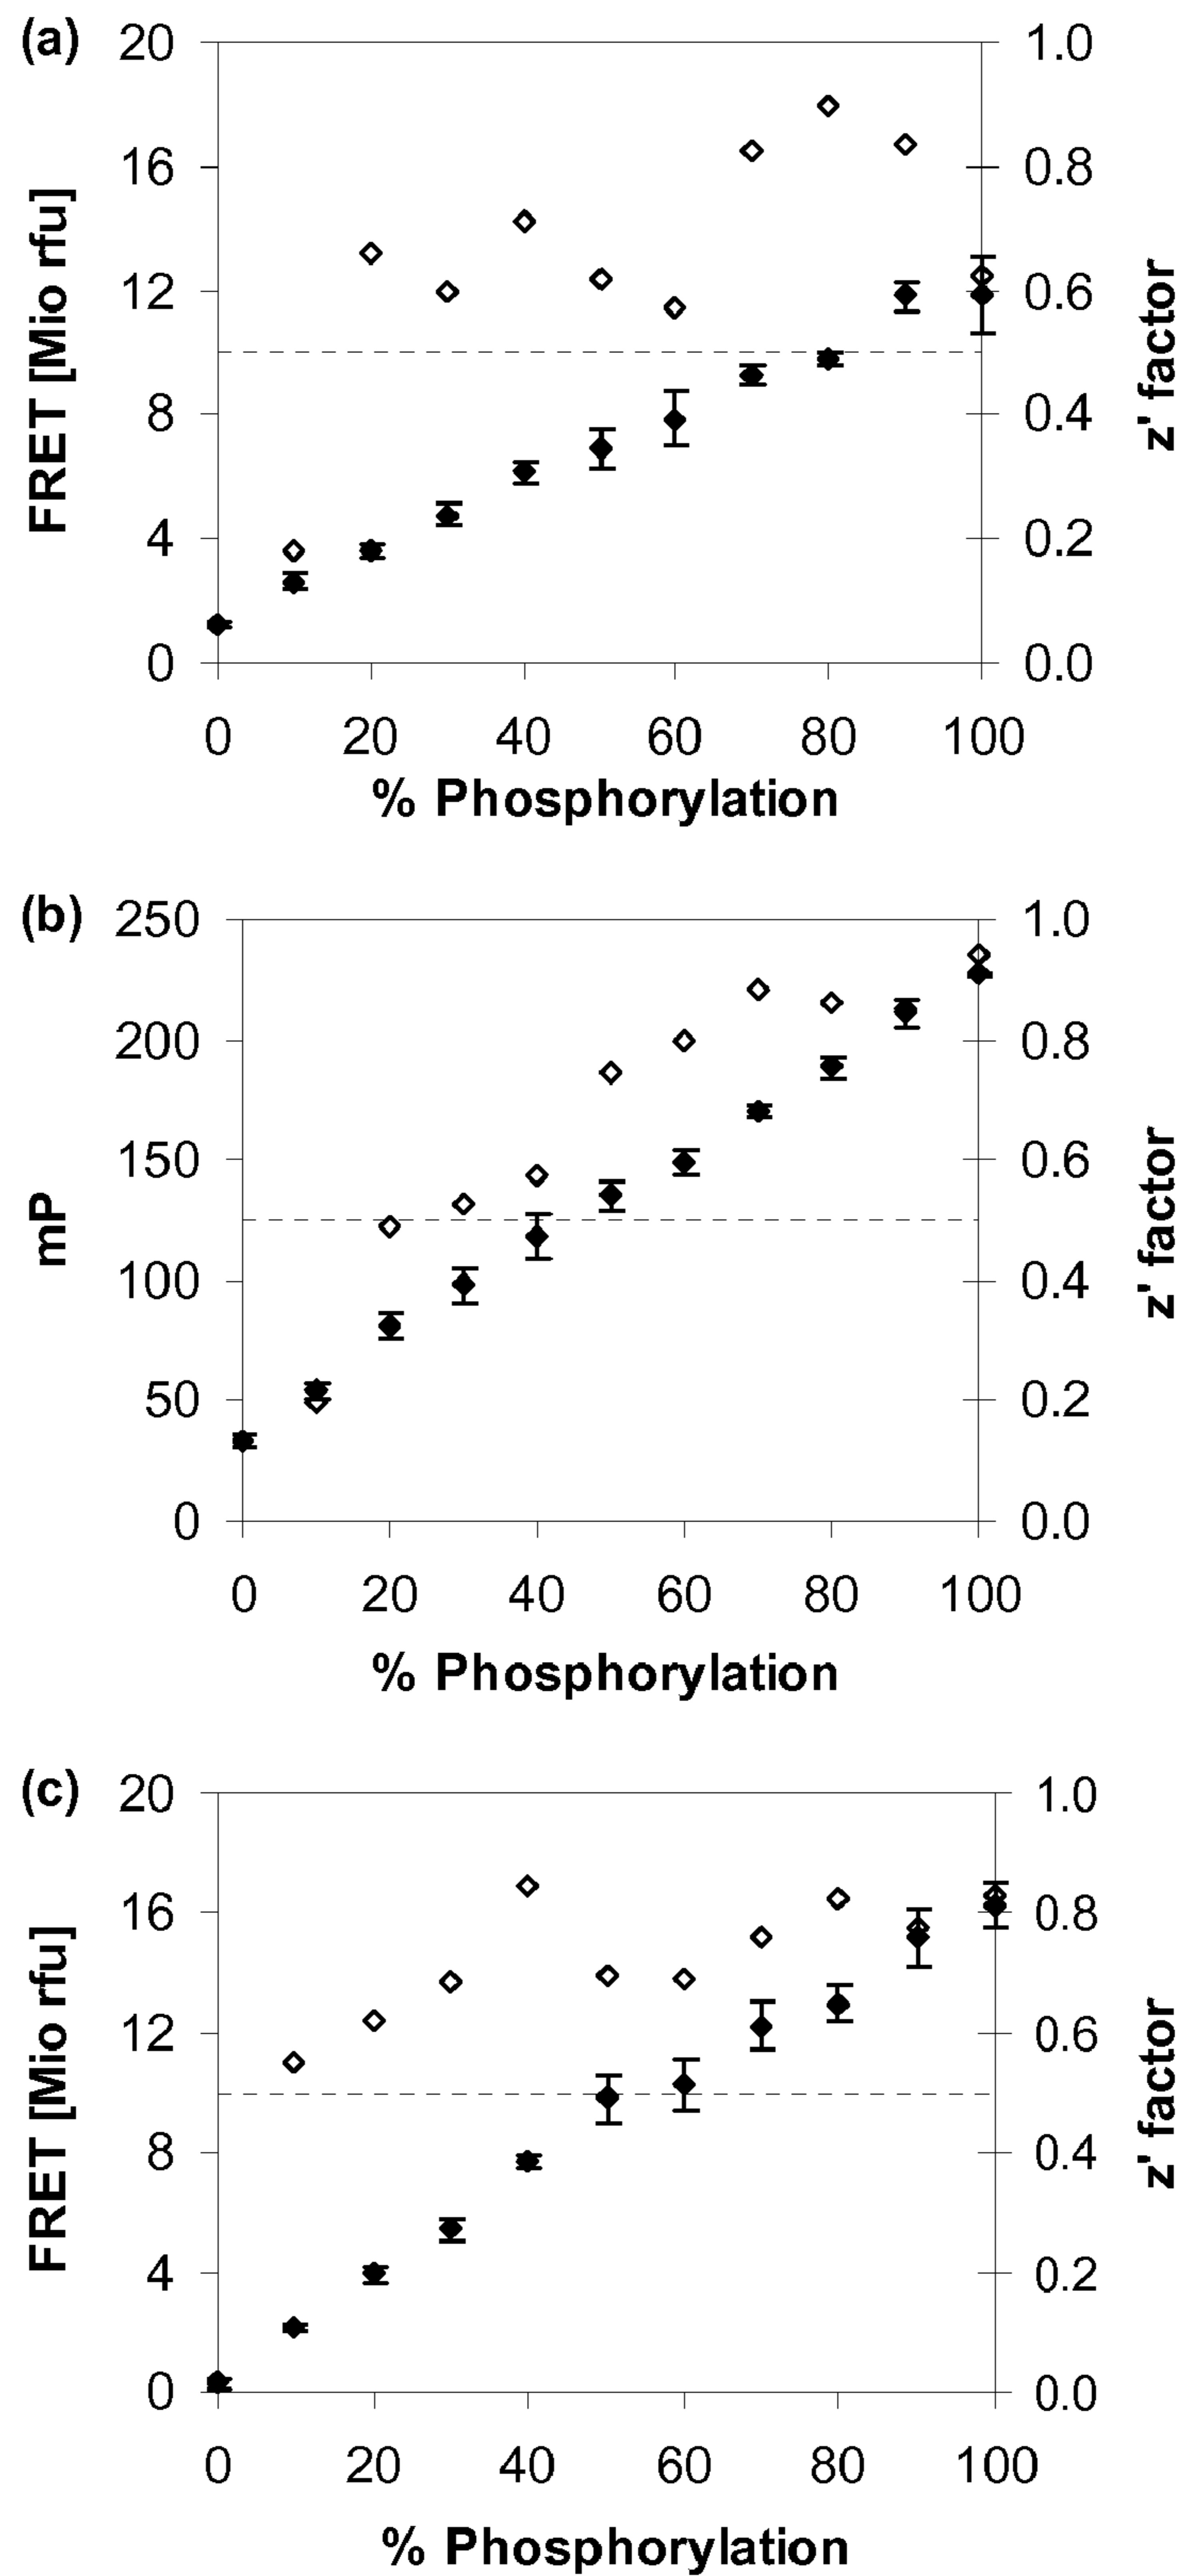 (a)
FRET [Mio rfu]
20
16
12
8
4
0
1.0
0.8
0.6
0.4
0.2
0.0
z' factor
0 20 40 60 80 100
% Phosphorylation
(b)
mP
250
200
150
100
50
0
1.0
0.8
0.6
0.4
0.2
0.0
z' factor
0 20 40 60 80 100
% Phosphorylation
(c)
FRET [Mio rfu]
20
16
12
8
4
0
1.0
0.8
0.6
0.4
0.2
0.0
z' factor
0 20 40 60 80 100
% Phosphorylation